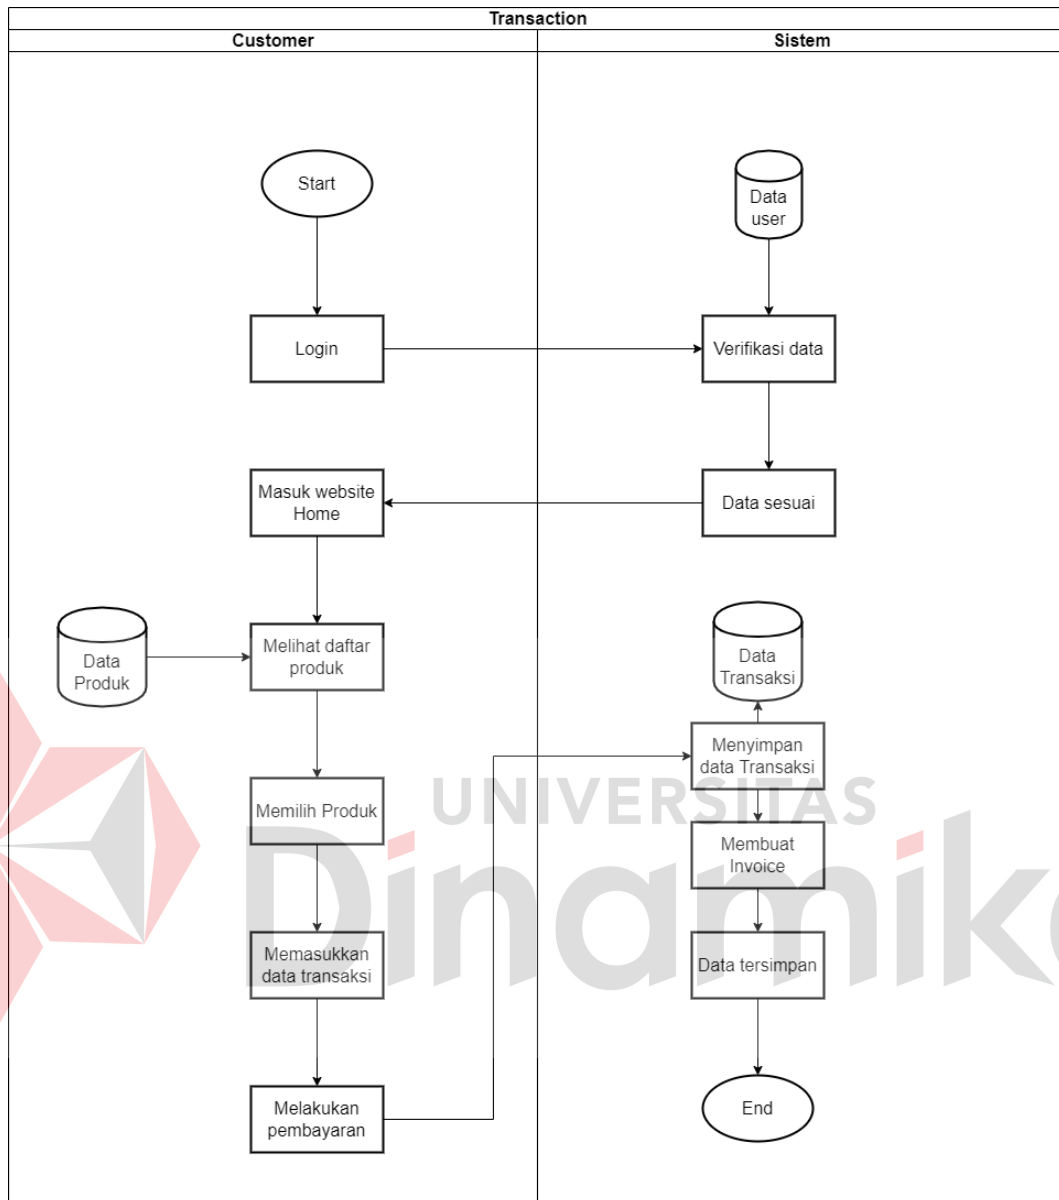 Transaction
Customer
Sistem
Start
Data
user
Login
Verifikasi data
Masuk website
Home
Data sesuai
Data
Produk
Melihat daftar
produk
Data
Transaksi
Menyimpan
data Transaksi
Memilih Produk
UNIVERSITAS
Dinamika
Membuat
Invoice
Memasukkan
data transaksi
Data tersimpan
Melakukan
pembayaran
End